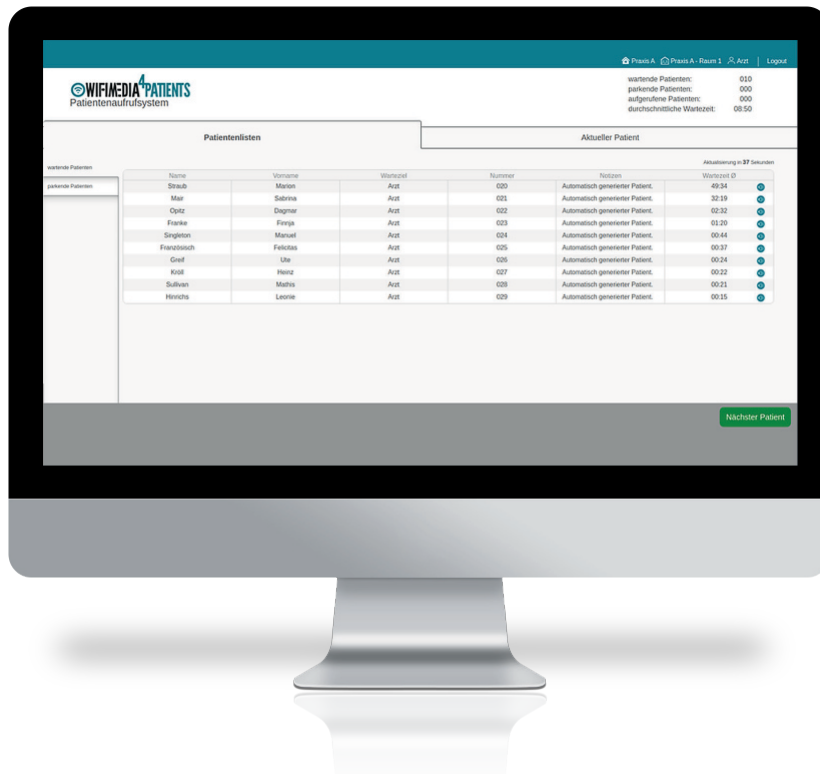 Praxis A Praxis A - Raum 1 Arzt | Logout
WIFIMEDIA4PATIENTS
Patientenaufrufsystem
wartende Patienten: 010
parkende Patienten: 000
aufgerufene Patienten: 000
durchschnittliche Wartezeit: 08:50
Patientenlisten Aktueller Patient
Aktualisierung in 37 Sekunden
wartende Patienten
parkende Patienten
Name Vorname Warteziel Nummer Notizen Wartezeit Ø
Straub Marion Arzt 020 Automatisch generierter Patient. 49:34
Mair Sabrina Arzt 021 Automatisch generierter Patient. 32:19
Opitz Dagmar Arzt 022 Automatisch generierter Patient. 02:32
Franke Finnja Arzt 023 Automatisch generierter Patient. 01:20
Singleton Manuel Arzt 024 Automatisch generierter Patient. 00:44
Französisch Felicitas Arzt 025 Automatisch generierter Patient. 00:37
Greif Ute Arzt 026 Automatisch generierter Patient. 00:24
Kröll Heinz Arzt 027 Automatisch generierter Patient. 00:22
Sullivan Mathis Arzt 028 Automatisch generierter Patient. 00:21
Hinrichs Leonie Arzt 029 Automatisch generierter Patient. 00:15
Nächster Patient